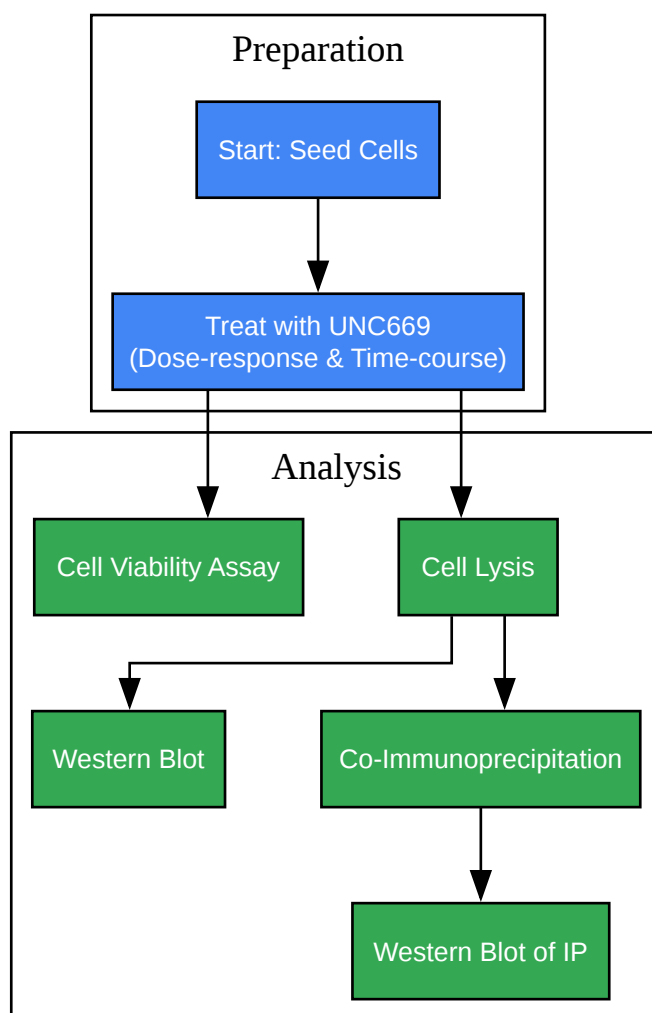 Preparation
Start: Seed Cells
Treat with UNC669
(Dose-response & Time-course)
Analysis
Cell Viability Assay
Cell Lysis
Western Blot
Co-Immunoprecipitation
Western Blot of IP